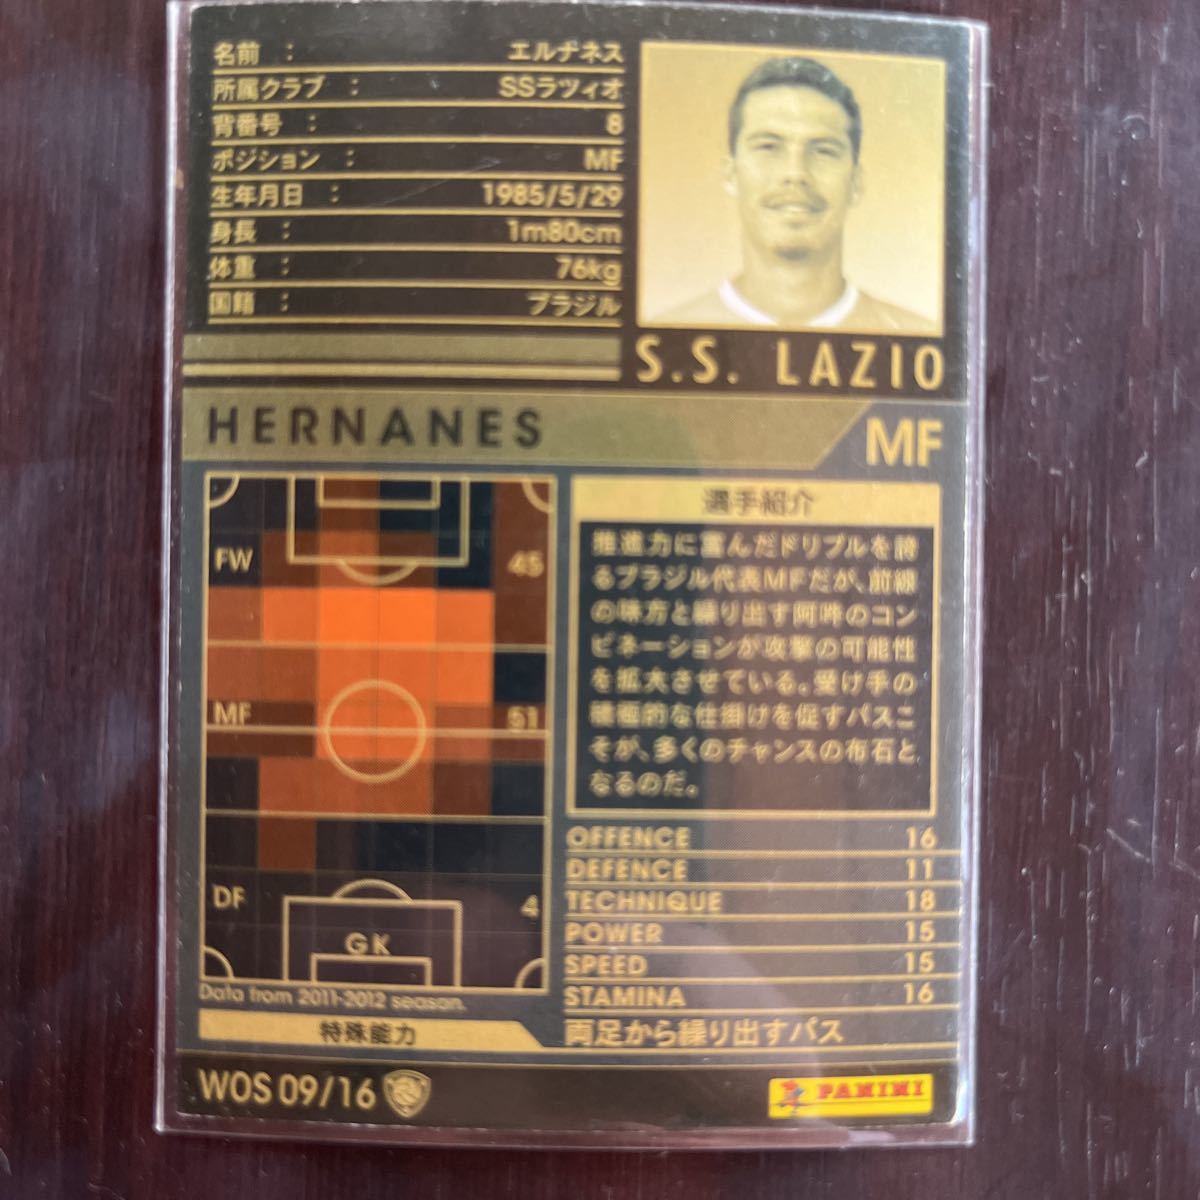 名前 : エルナネス
所属クラブ : SSラツィオ
背番号 : 8
ポジション : MF
生年月日 : 1985/5/29
身長 : 1m80cm
体重 : 76kg
国籍 : ブラジル
S.S. LAZIO
HERNANES MF
FW 45
MF 51
DF 4
GK
Data from 2011-2012 season.
選手紹介
推進力に富んだドリブルを誇
るブラジル代表MFだが、前線
の味方と繰り出す阿吽のコン
ビネーションが攻撃の可能性
を拡大させている。受け手の
積極的な仕掛けを促すパスこ
そが、多くのチャンスの布石と
なるのだ。
OFFENCE 16
DEFENCE 11
TECHNIQUE 18
POWER 15
SPEED 15
STAMINA 16
特殊能力 両足から繰り出すパス
WOS 09/16
PANINI